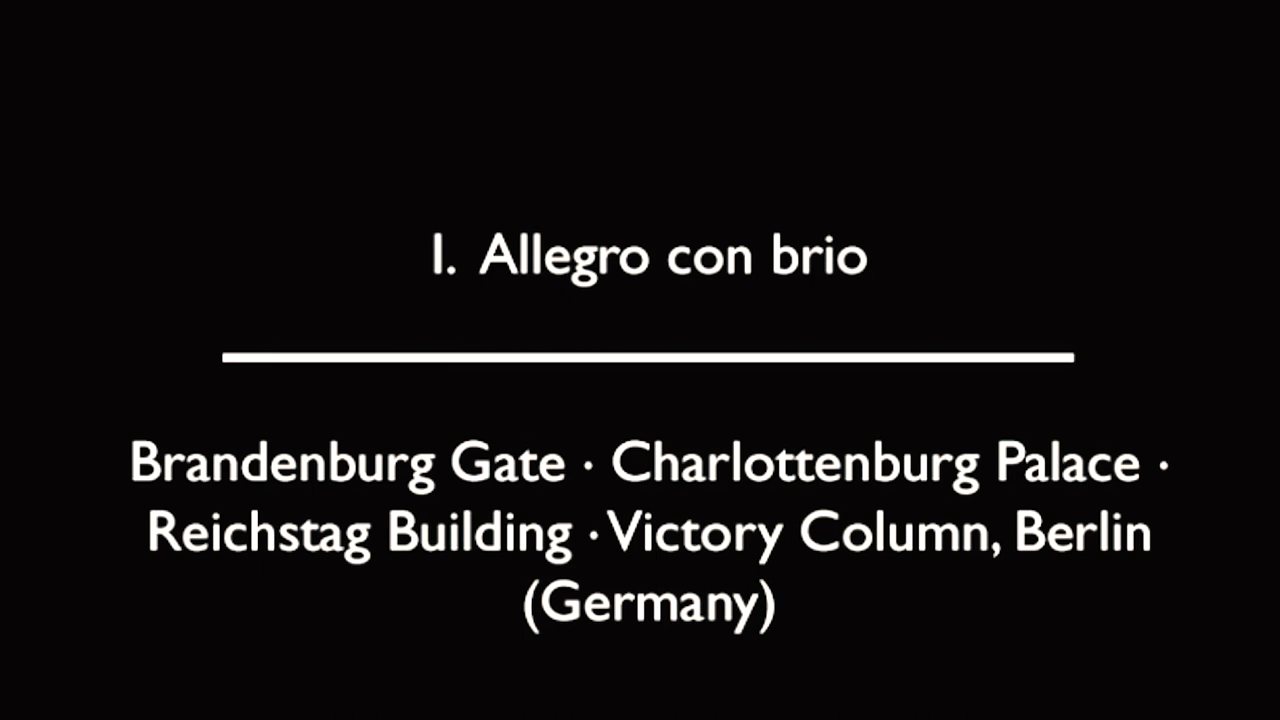 I. Allegro con brio
Brandenburg Gate · Charlottenburg Palace ·
Reichstag Building · Victory Column, Berlin
(Germany)